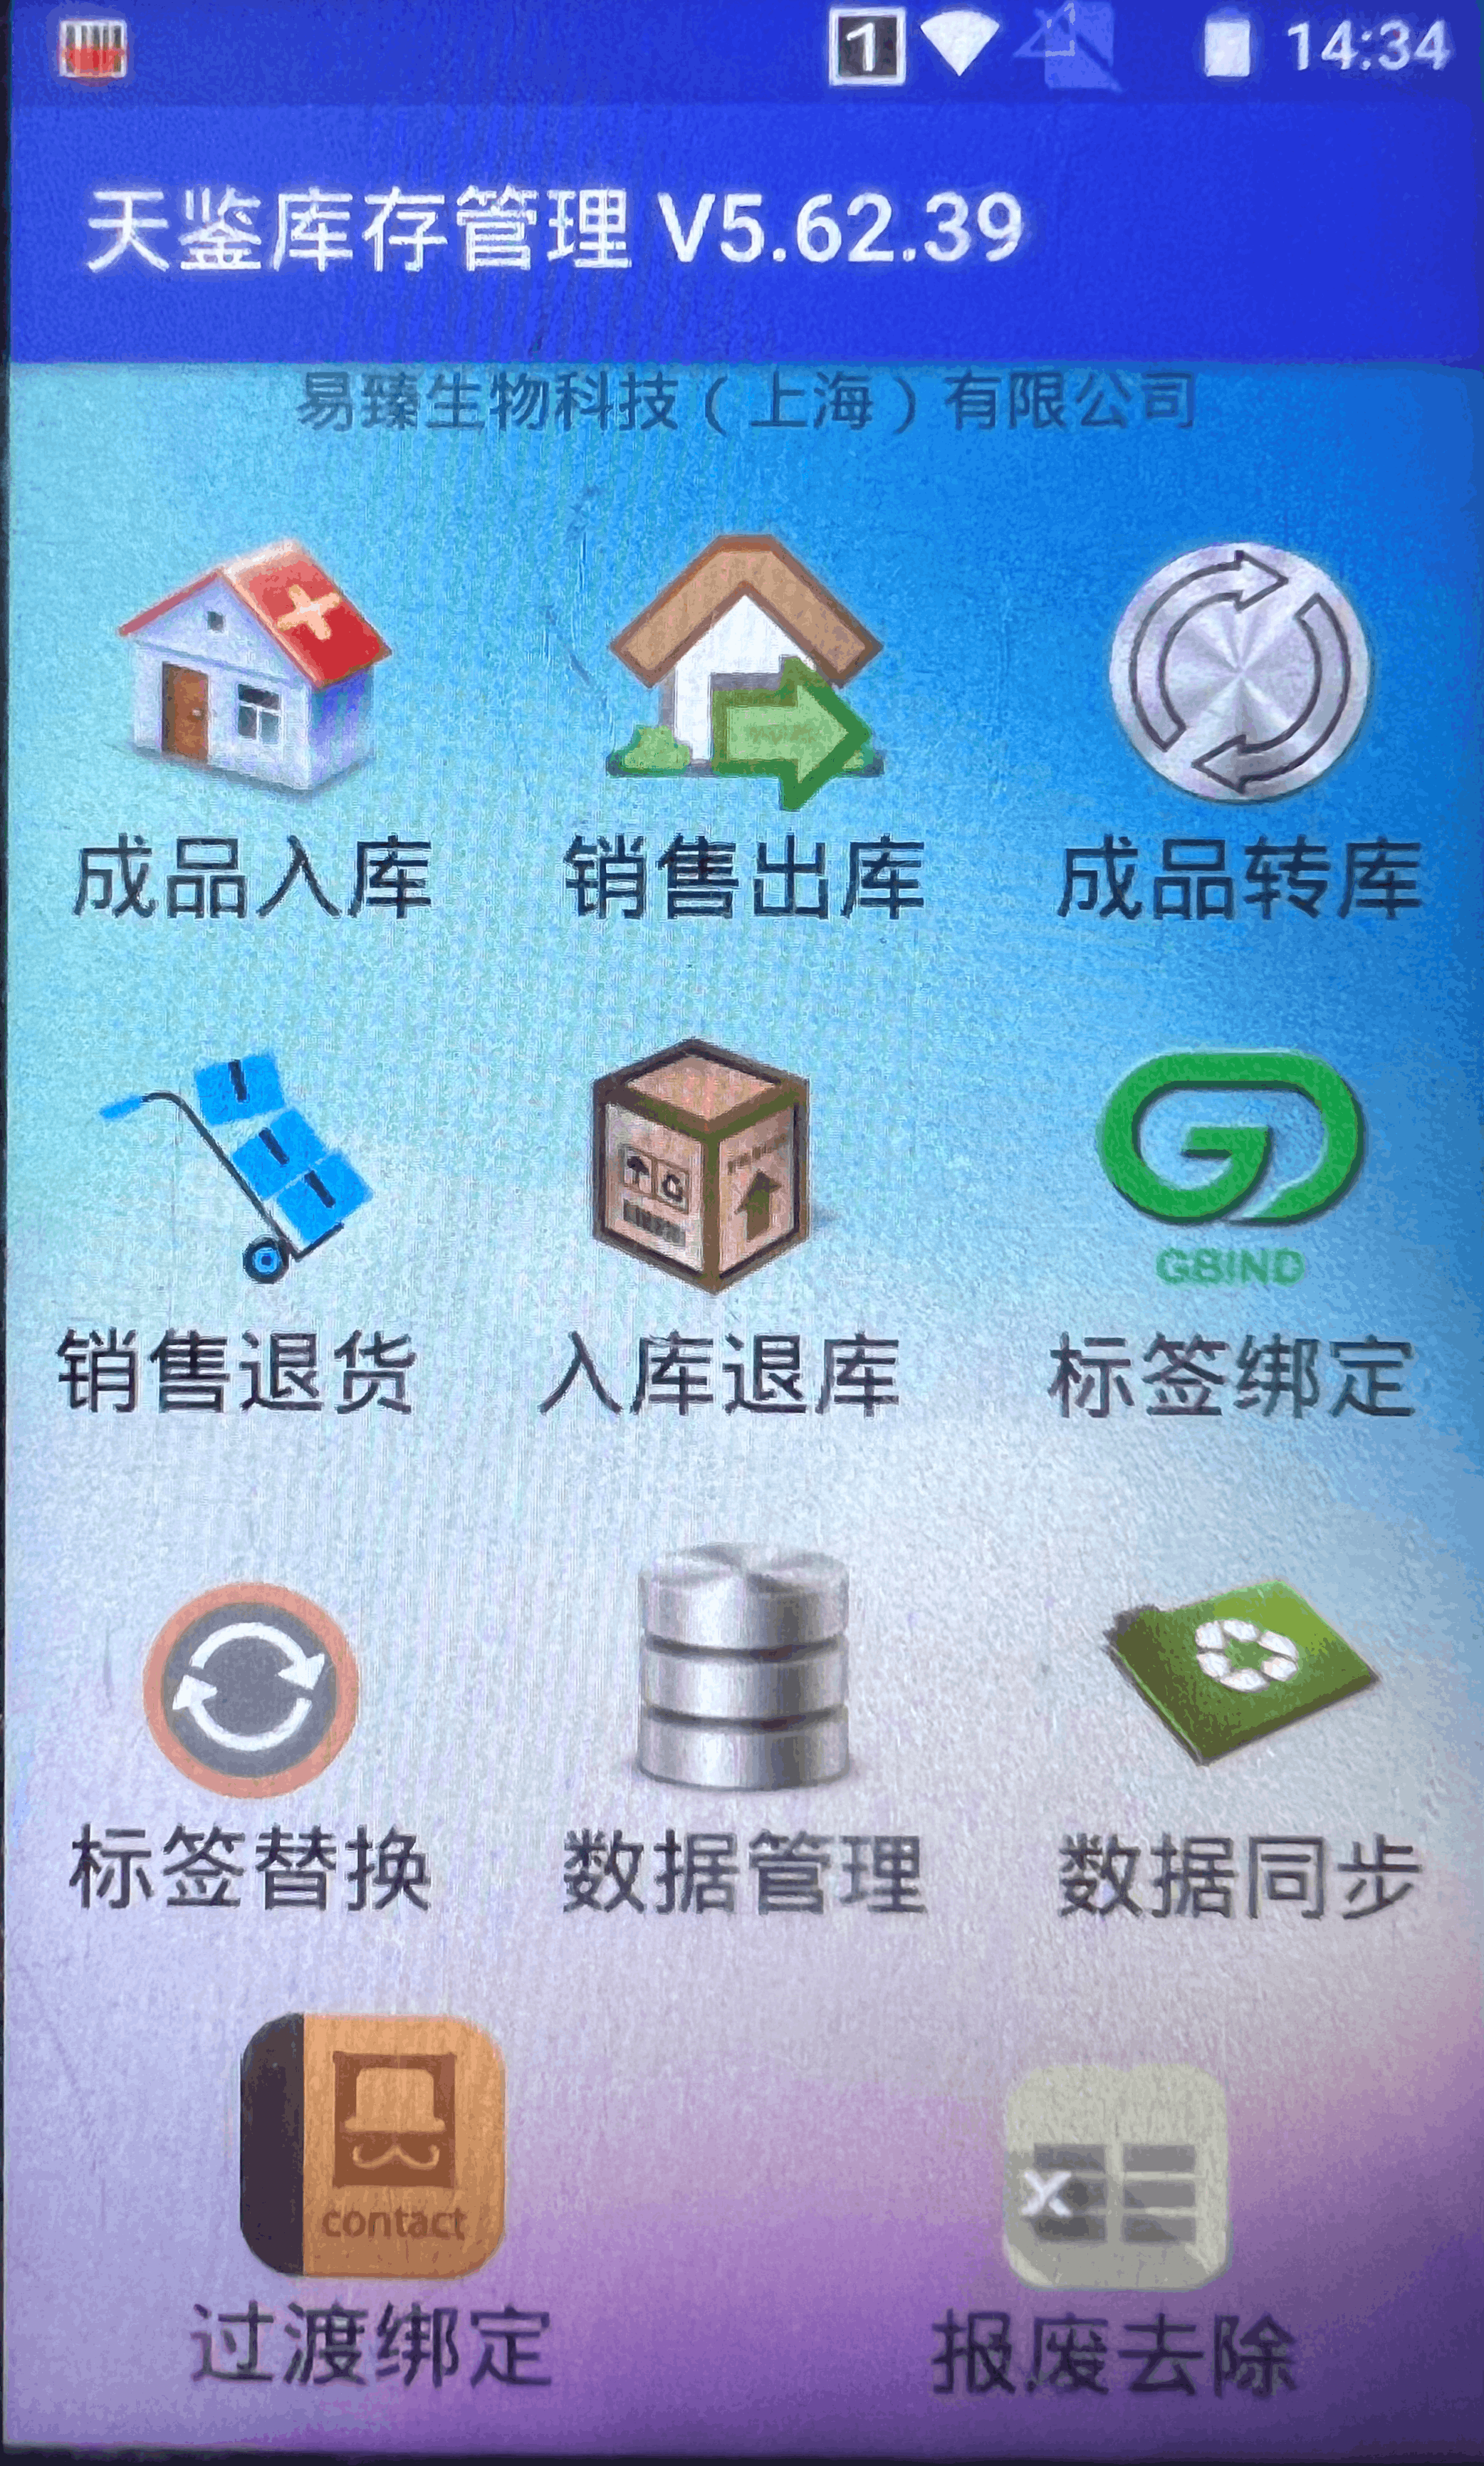 1 14:34
天鉴库存管理 V5.62.39
易臻生物科技（上海）有限公司
成品入库 销售出库 成品转库
GBIND
销售退货 入库退库 标签绑定
标签替换 数据管理 数据同步
contact
X
过渡绑定 报废去除